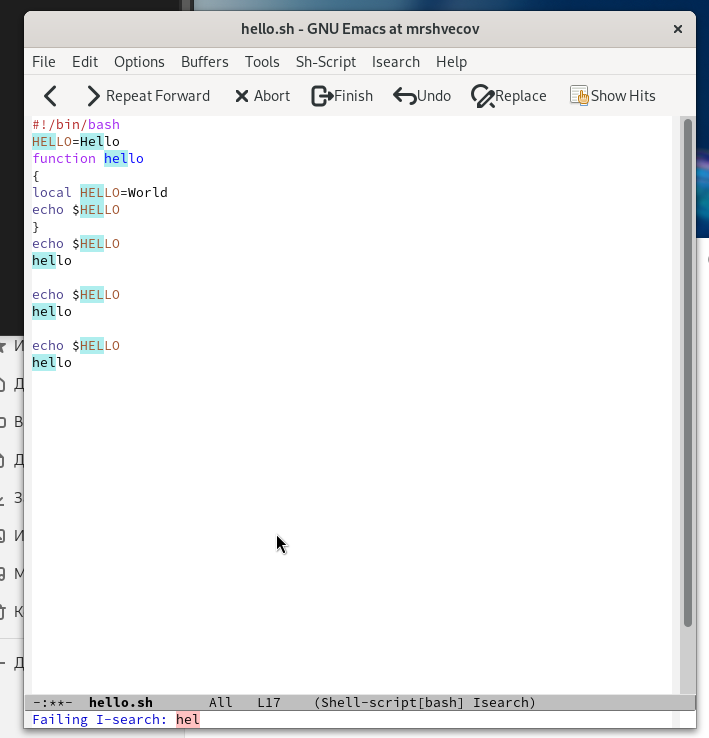 hello.sh - GNU Emacs at mrshvecov
File Edit Options Buffers Tools Sh-Script Isearch Help
Repeat Forward Abort Finish Undo Replace Show Hits
#!/bin/bash
HELLO=Hello
function hello
{
local HELLO=World
echo $HELLO
}
echo $HELLO
hello
echo $HELLO
hello
echo $HELLO
hello
И
Д
В
Д
З
И
М
К
Д
-:**- hello.sh All L17 (Shell-script[bash] Isearch)
Failing I-search: hel